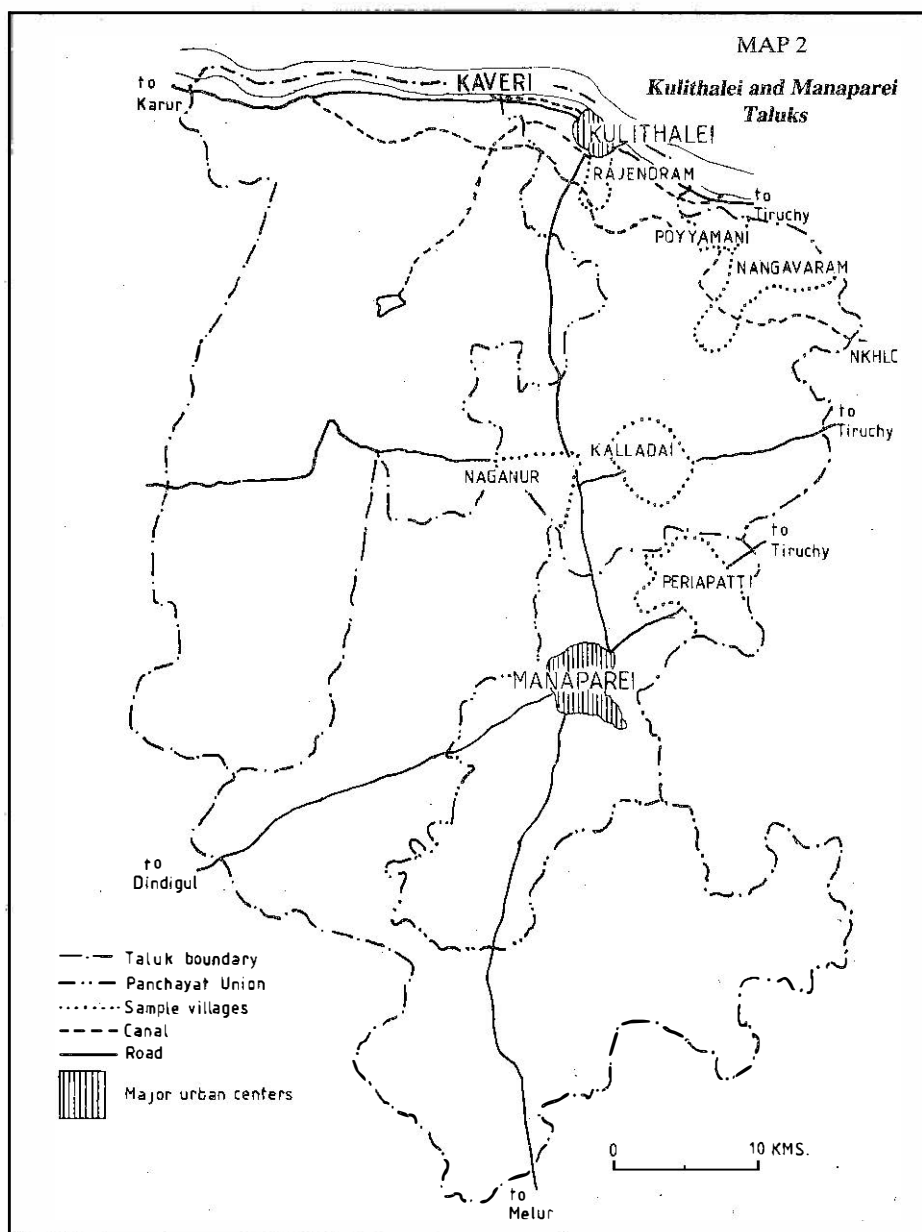 MAP 2
Kulithalei and Manaparei
Taluks
to
Karur
KAVERI
KULITHALEI
RAJENDRAM
to
Tiruchy
POYYAMANI
NANGAVARAM
NKHLC
to
Tiruchy
KALLADAI
NAGANUR
to
Tiruchy
PERIAPATTI
MANAPAREI
to
Dindigul
Taluk boundary
Panchayat Union
Sample villages
Canal
Road
Major urban centers
0 10 KMS.
to
Melur